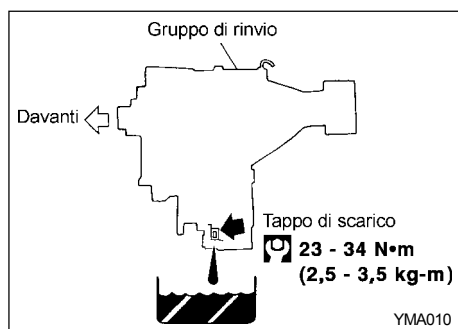 Gruppo di rinvio
Davanti
Tappo di scarico
23 - 34 N•m
(2,5 - 3,5 kg-m)
YMA010